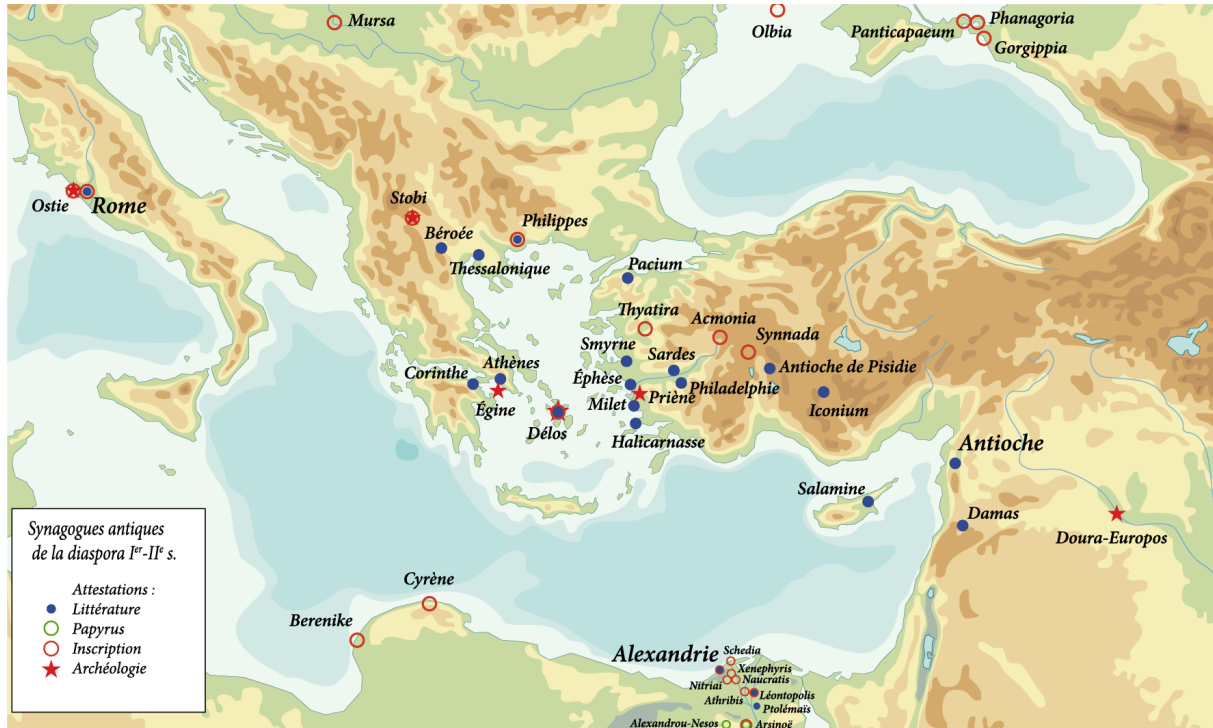 Mursa
Olbia
Panticapaeum
Phanagoria
Gorgippia
Ostie
Rome
Stobi
Béroée
Philippes
Thessalonique
Pacium
Thyatira
Acmonia
Synnada
Smyrne
Sardes
Antioche de Pisidie
Corinthe
Athènes
Éphèse
Philadelphie
Priène
Égine
Milet
Iconium
Délos
Halicarnasse
Antioche
Salamine
Damas
Doura-Europos
Synagogues antiques
de la diaspora Ier-IIe s.
Attestations :
Littérature
Papyrus
Inscription
Archéologie
Cyrène
Berenike
Alexandrie
Schedia
Xenephyris
Nitriai
Naucratis
Athribis
Léontopolis
Ptolémaïs
Alexandrou-Nesos
Arsinoë